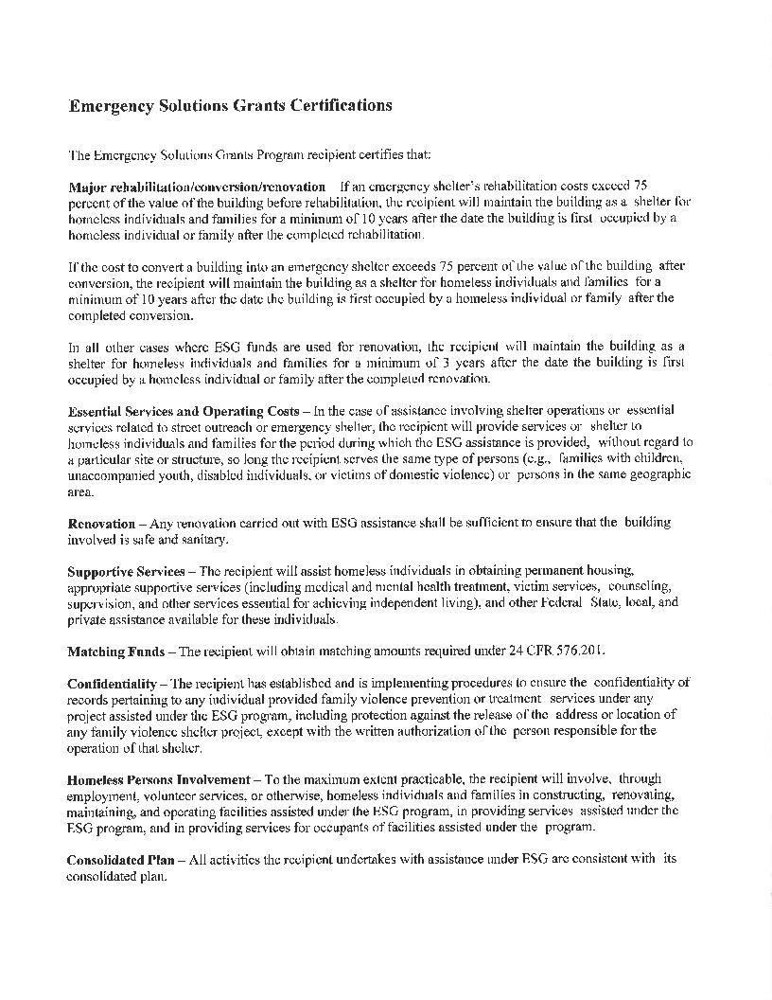 Emergency Solutions Grants Certifications
The Emergency Solutions Grants Program recipient certifies that:
Major rehabilitation/conversion/renovation – If an emergency shelter's rehabilitation costs exceed 75
percent of the value of the building before rehabilitation, the recipient will maintain the building as a shelter for
homeless individuals and families for a minimum of 10 years after the date the building is first occupied by a
homeless individual or family after the completed rehabilitation.
If the cost to convert a building into an emergency shelter exceeds 75 percent of the value of the building after
conversion, the recipient will maintain the building as a shelter for homeless individuals and families for a
minimum of 10 years after the date the building is first occupied by a homeless individual or family after the
completed conversion.
In all other cases where ESG funds are used for renovation, the recipient will maintain the building as a
shelter for homeless individuals and families for a minimum of 3 years after the date the building is first
occupied by a homeless individual or family after the completed renovation.
Essential Services and Operating Costs – In the case of assistance involving shelter operations or essential
services related to street outreach or emergency shelter, the recipient will provide services or shelter to
homeless individuals and families for the period during which the ESG assistance is provided, without regard to
a particular site or structure, so long the recipient serves the same type of persons (e.g., families with children,
unaccompanied youth, disabled individuals, or victims of domestic violence) or persons in the same geographic
area.
Renovation – Any renovation carried out with ESG assistance shall be sufficient to ensure that the building
involved is safe and sanitary.
Supportive Services – The recipient will assist homeless individuals in obtaining permanent housing,
appropriate supportive services (including medical and mental health treatment, victim services, counseling,
supervision, and other services essential for achieving independent living), and other Federal State, local, and
private assistance available for these individuals.
Matching Funds – The recipient will obtain matching amounts required under 24 CFR 576.201.
Confidentiality – The recipient has established and is implementing procedures to ensure the confidentiality of
records pertaining to any individual provided family violence prevention or treatment services under any
project assisted under the ESG program, including protection against the release of the address or location of
any family violence shelter project, except with the written authorization of the person responsible for the
operation of that shelter.
Homeless Persons Involvement – To the maximum extent practicable, the recipient will involve, through
employment, volunteer services, or otherwise, homeless individuals and families in constructing, renovating,
maintaining, and operating facilities assisted under the ESG program, in providing services assisted under the
ESG program, and in providing services for occupants of facilities assisted under the program.
Consolidated Plan – All activities the recipient undertakes with assistance under ESG are consistent with its
consolidated plan.